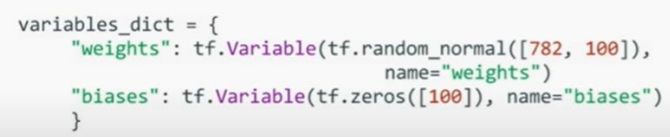 variables_dict = {
"weights": tf.Variable(tf.random_normal([782, 100]),
name="weights")
"biases": tf.Variable(tf.zeros([100]), name="biases")
}